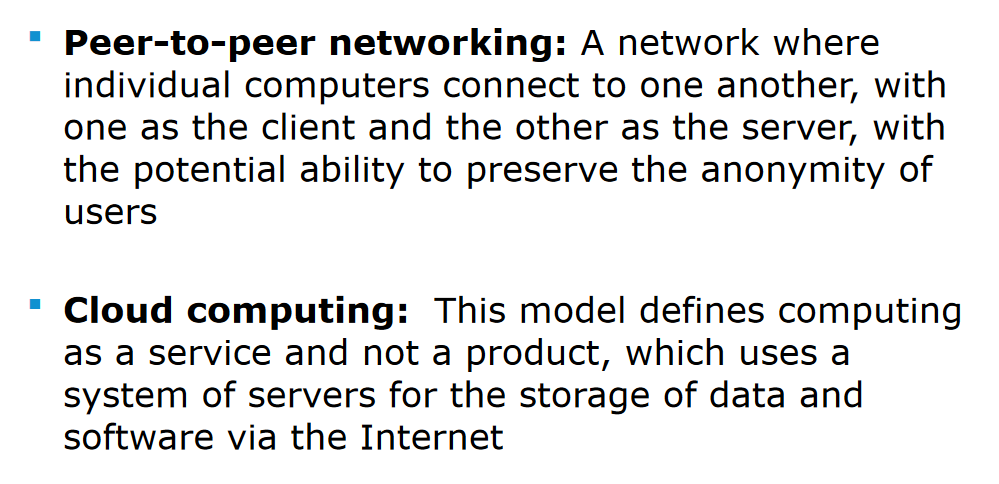 Peer-to-peer networking: A network where
individual computers connect to one another, with
one as the client and the other as the server, with
the potential ability to preserve the anonymity of
users
Cloud computing:  This model defines computing
as a service and not a product, which uses a
system of servers for the storage of data and
software via the Internet